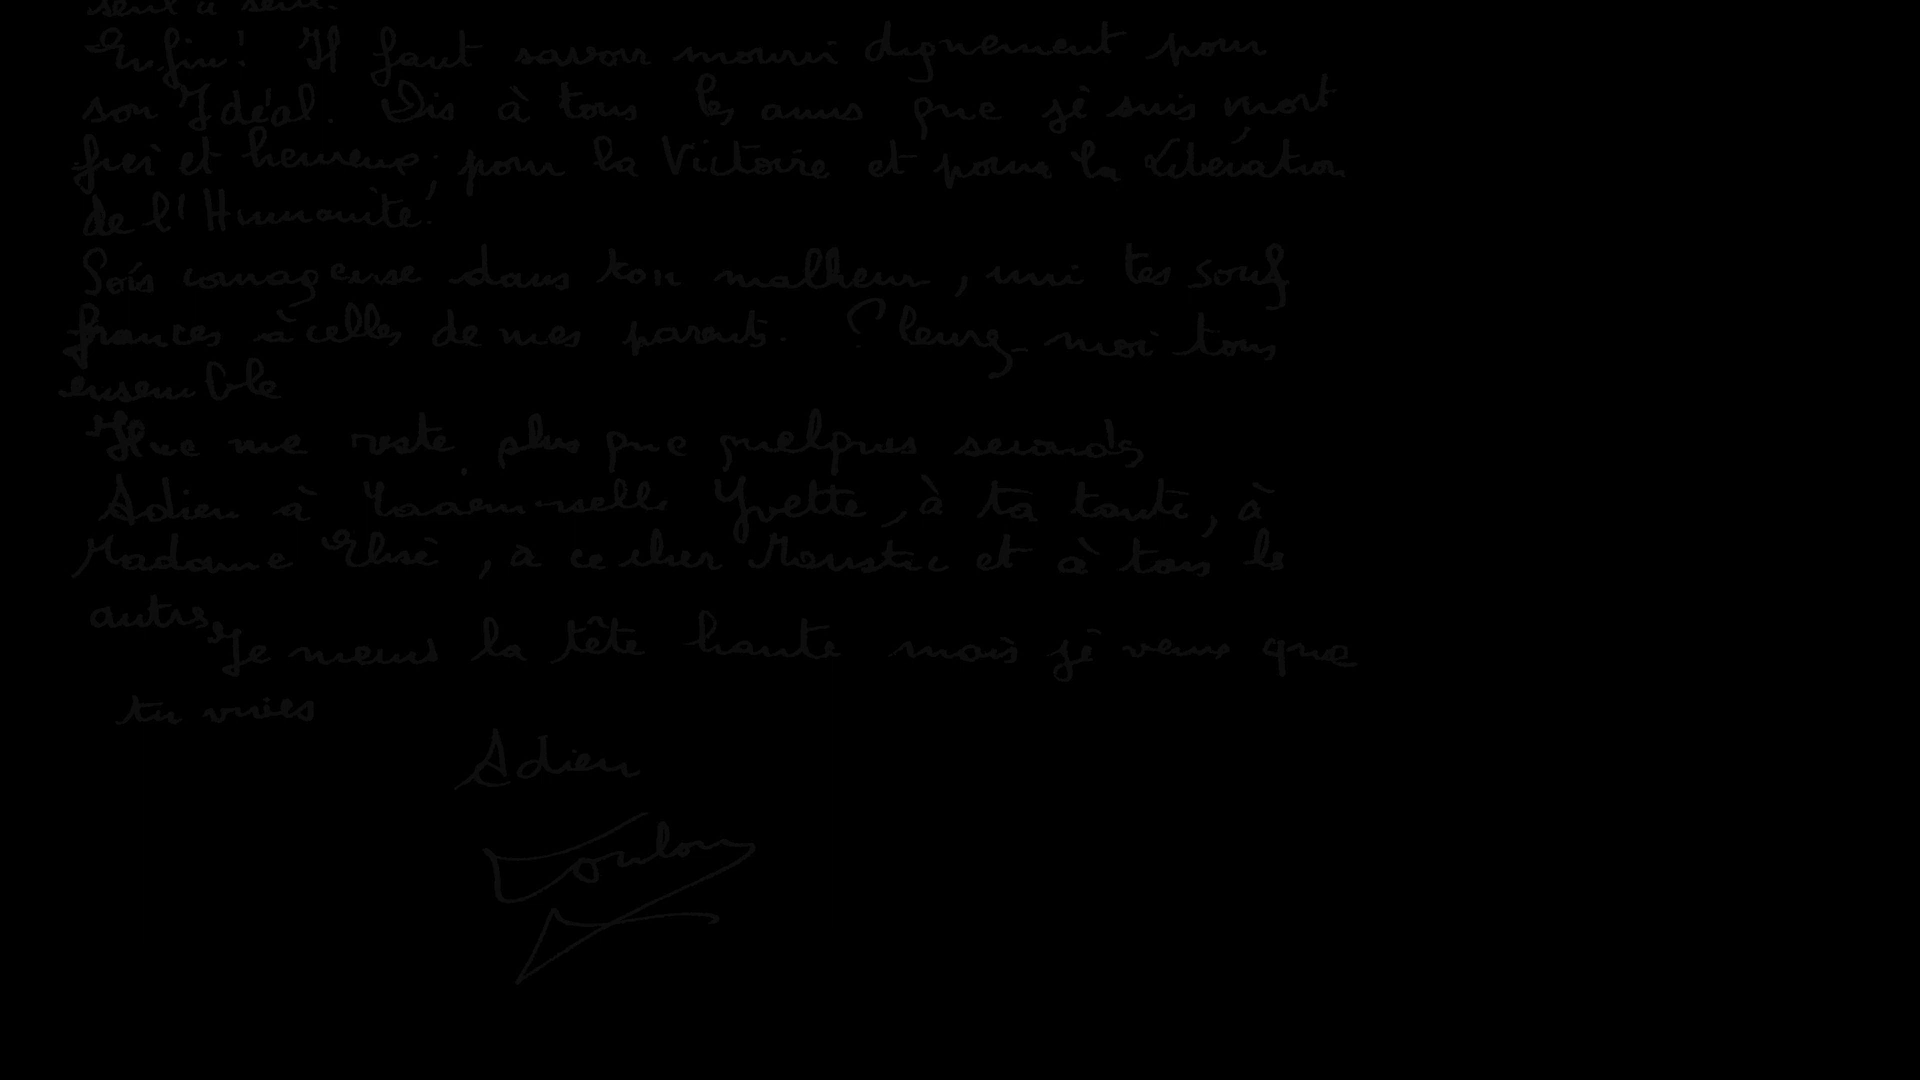 seul à seul.
Enfin! Il faut savoir mourir dignement pour
son Idéal. Dis à tous les amis que je suis mort
fier et heureux; pour la Victoire et pour la Libération
de l'Humanité.
Sois courageuse dans ton malheur, uni tes souf
frances à celles de mes parents. Pleurez-moi tous
ensemble
Il ne me reste plus que quelques secondes
Adieu à Yvette, à ta tante, à
Madame Elise, à ce cher Moustic et à tous les
autres
Je meurs la tête haute mais je veux que
tu vives
Adieu